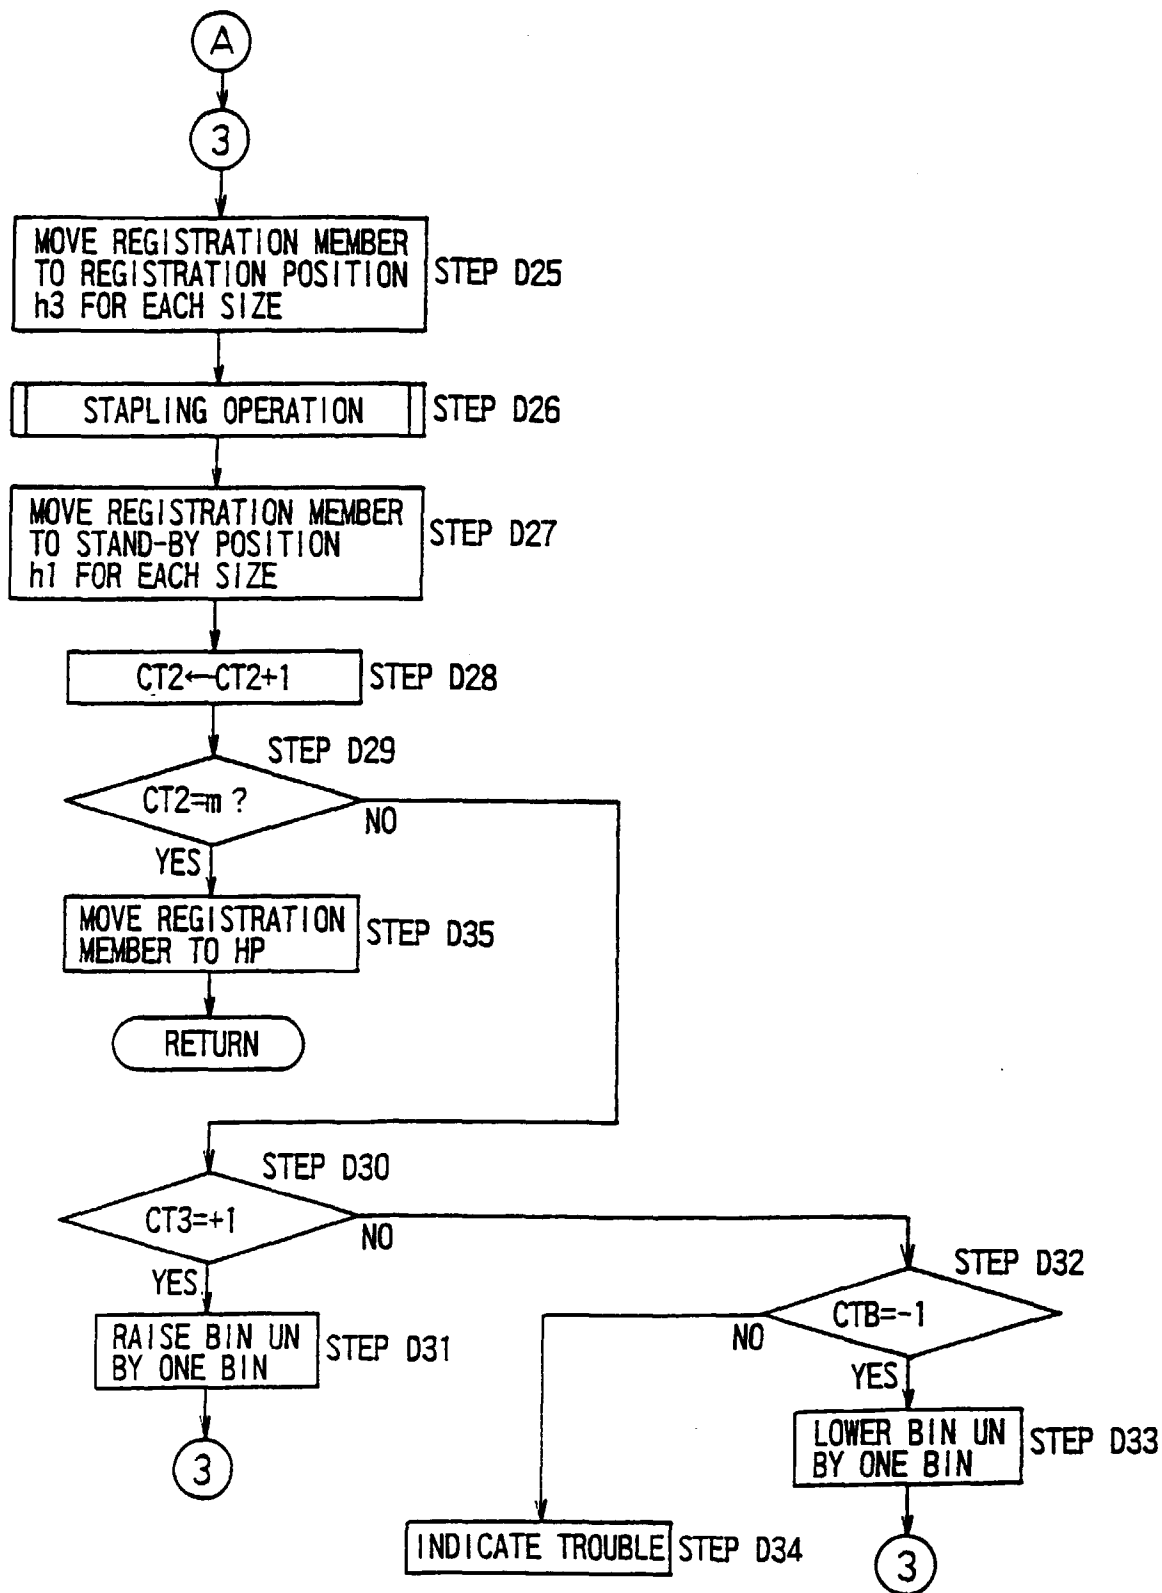 A
3
MOVE REGISTRATION MEMBER
TO REGISTRATION POSITION
h3 FOR EACH SIZE
STEP D25
STAPLING OPERATION
STEP D26
MOVE REGISTRATION MEMBER
TO STAND-BY POSITION
h1 FOR EACH SIZE
STEP D27
CT2←CT2+1
STEP D28
STEP D29
CT2=m ?
NO
YES
MOVE REGISTRATION
MEMBER TO HP
STEP D35
RETURN
STEP D30
CT3=+1
NO
YES
RAISE BIN UN
BY ONE BIN
STEP D31
3
STEP D32
CTB=-1
NO
YES
LOWER BIN UN
BY ONE BIN
STEP D33
INDICATE TROUBLE
STEP D34
3